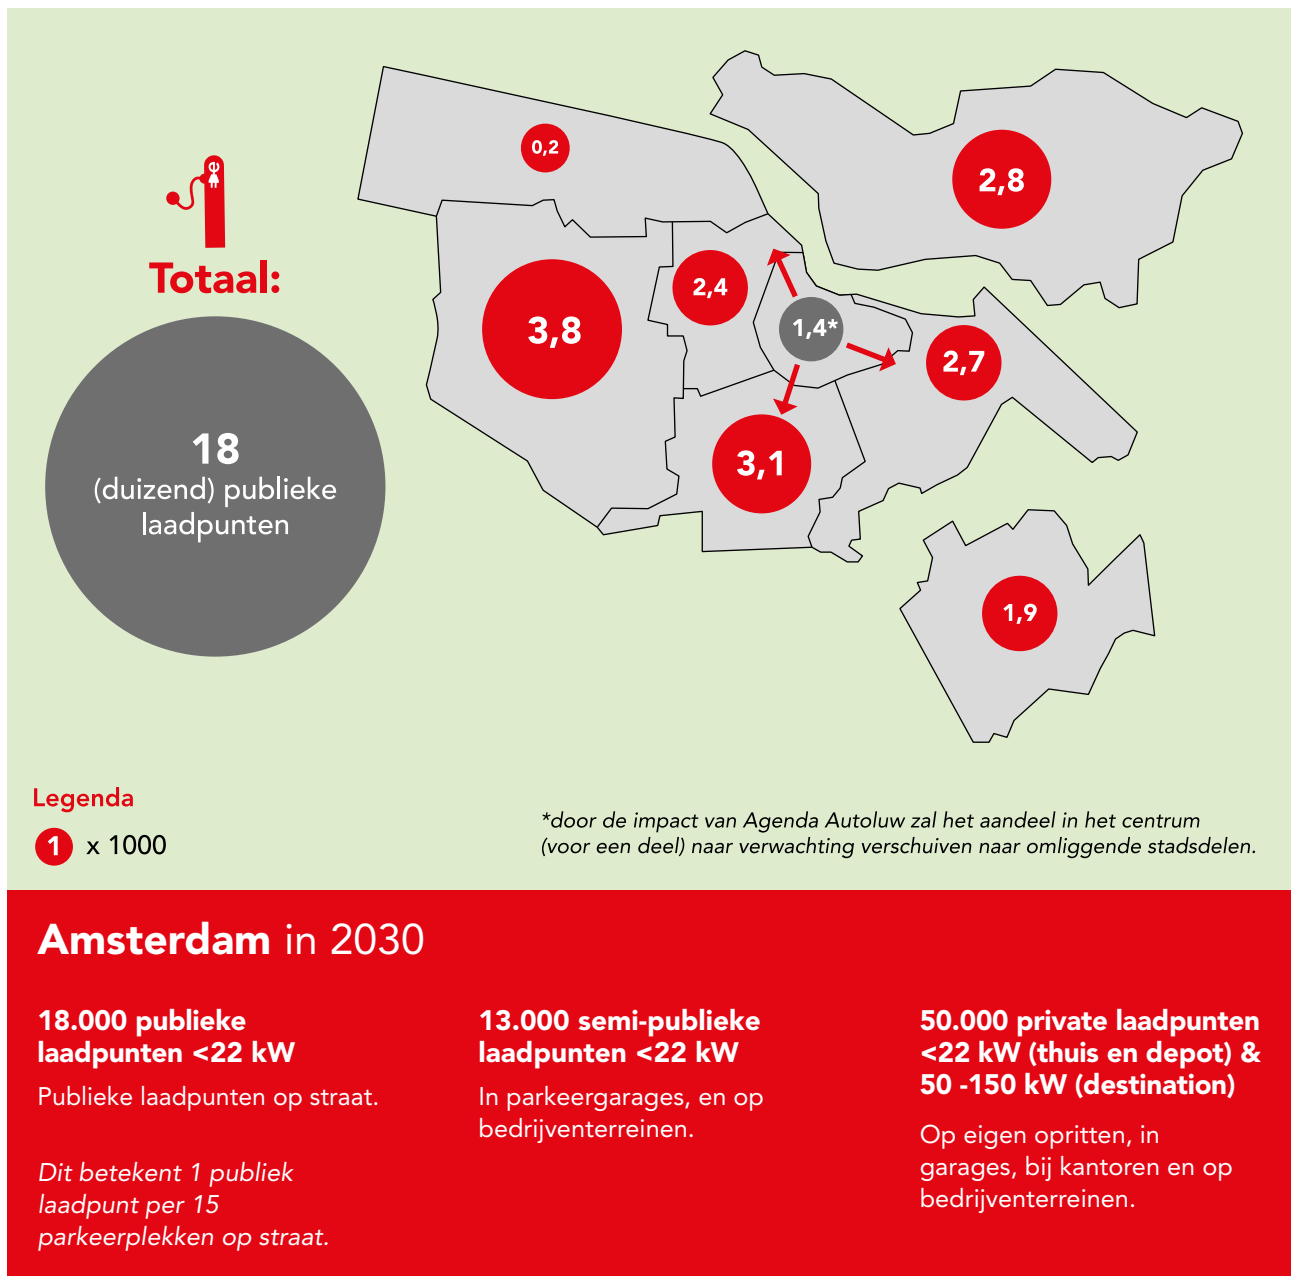 Totaal:
18
(duizend) publieke
laadpunten
0,2
2,8
2,4
3,8
1,4*
2,7
3,1
1,9
Legenda
1 x 1000
*door de impact van Agenda Autoluw zal het aandeel in het centrum
(voor een deel) naar verwachting verschuiven naar omliggende stadsdelen.
Amsterdam in 2030
18.000 publieke
laadpunten <22 kW
Publieke laadpunten op straat.
Dit betekent 1 publiek
laadpunt per 15
parkeerplekken op straat.
13.000 semi-publieke
laadpunten <22 kW
In parkeergarages, en op
bedrijventerreinen.
50.000 private laadpunten
<22 kW (thuis en depot) &
50 -150 kW (destination)
Op eigen opritten, in
garages, bij kantoren en op
bedrijventerreinen.